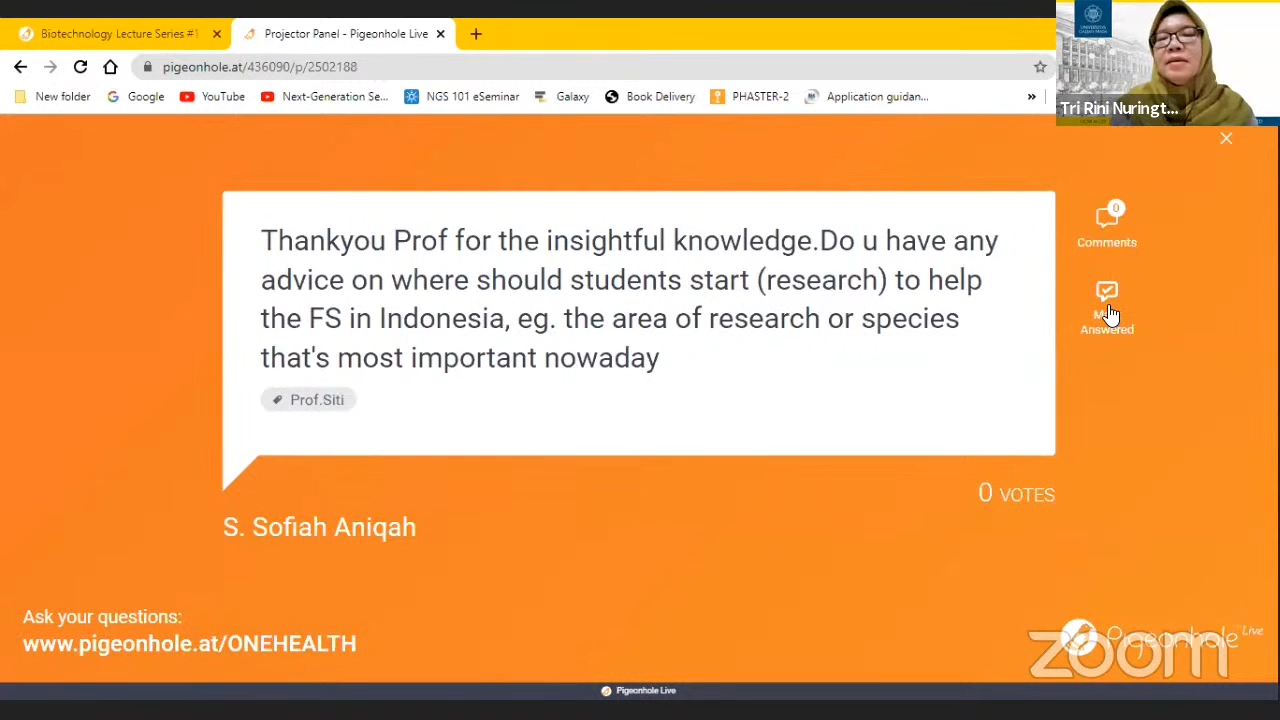 Biotechnology Lecture Series #1
Projector Panel - Pigeonhole Live
pigeonhole.at/436090/p/2502188
New folder
Google
YouTube
Next-Generation Se...
NGS 101 eSeminar
Galaxy
Book Delivery
PHASTER-2
Application guidan...
»
UNIVERSITAS
GADJAH MADA
Tri Rini Nuringt...
Thankyou Prof for the insightful knowledge.Do u have any
advice on where should students start (research) to help
the FS in Indonesia, eg. the area of research or species
that's most important nowaday
Prof.Siti
0
Comments
Answered
0 VOTES
S. Sofiah Aniqah
Ask your questions:
www.pigeonhole.at/ONEHEALTH
Pigeonhole Live
zoom
Pigeonhole Live